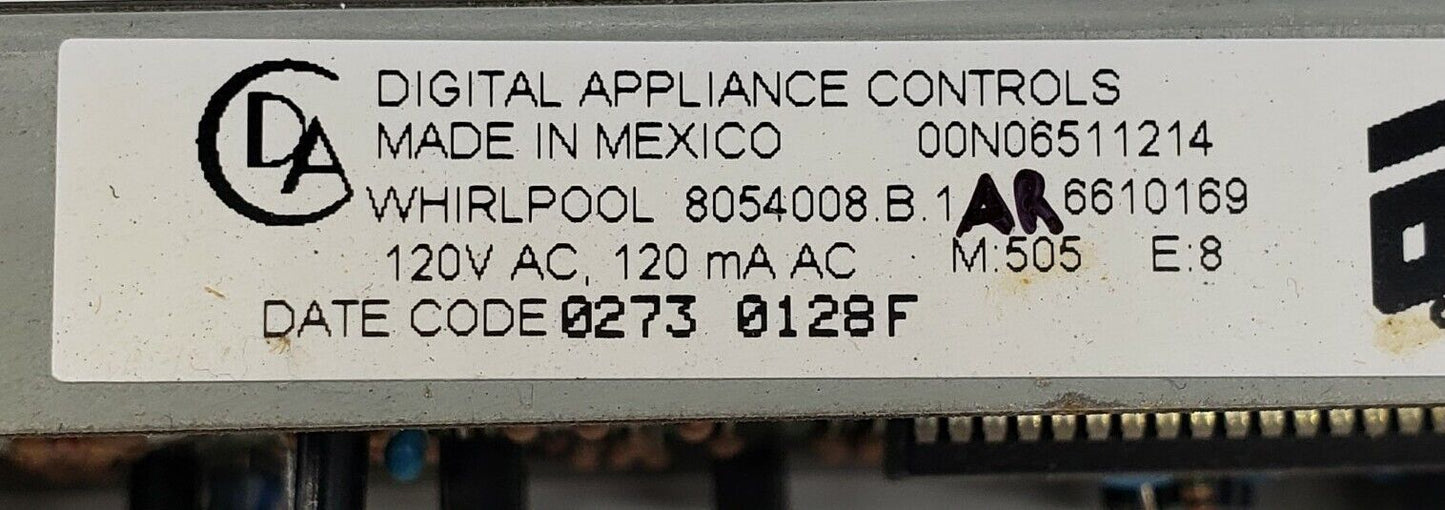 DA DIGITAL APPLIANCE CONTROLS
MADE IN MEXICO 00N06511214
WHIRLPOOL 8054008.B.1 AR 6610169
120V AC, 120 mA AC M:505 E:8
DATE CODE 0273 0128F